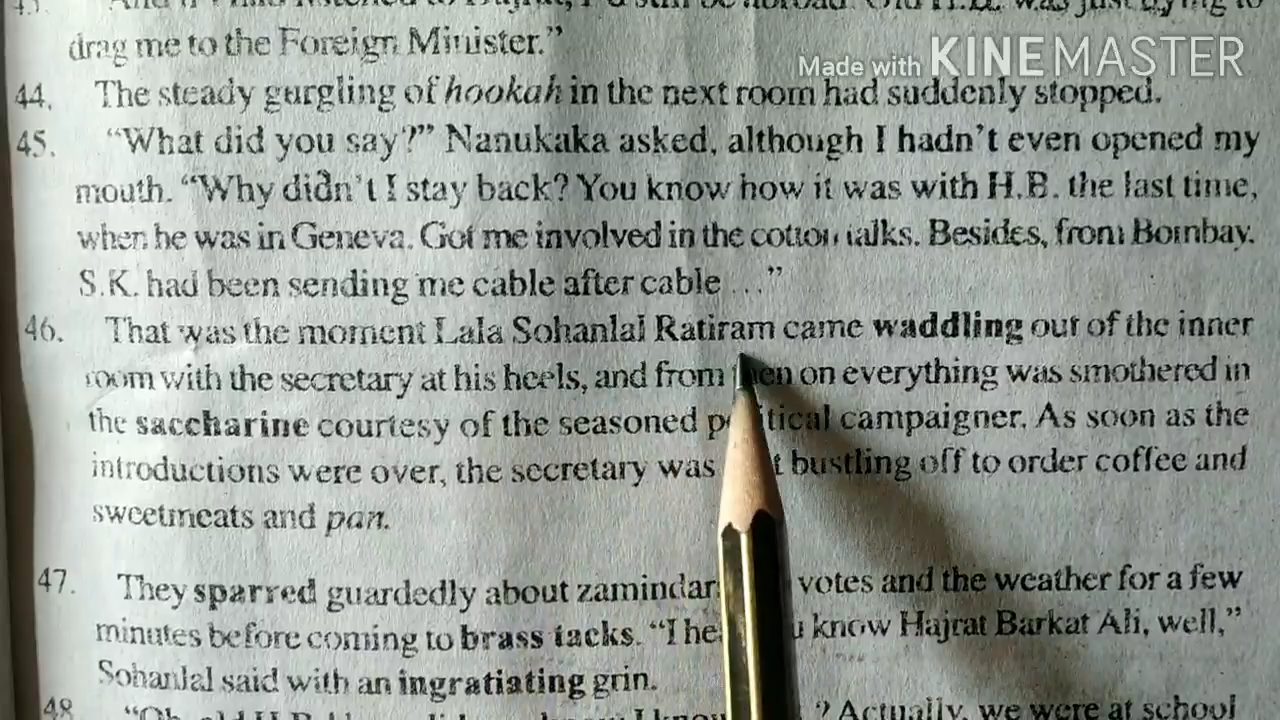 drag me to the Foreign Minister.”
Made with KINEMASTER
44. The steady gurgling of hookah in the next room had suddenly stopped.
45. “What did you say?” Nanukaka asked, although I hadn’t even opened my
mouth. “Why didn’t I stay back? You know how it was with H.B. the last time,
when he was in Geneva. Got me involved in the cotton talks. Besides, from Bombay.
S.K. had been sending me cable after cable ...”
46. That was the moment Lala Sohanlal Ratiram came waddling out of the inner
room with the secretary at his heels, and from then on everything was smothered in
the saccharine courtesy of the seasoned political campaigner. As soon as the
introductions were over, the secretary was bustling off to order coffee and
sweetmeats and pan.
47. They sparred guardedly about votes and the weather for a few
minutes before coming to brass tacks. “I know Hajrat Barkat Ali, well,”
Sohanlal said with an ingratiating grin.
48 ? Actually, we were at school